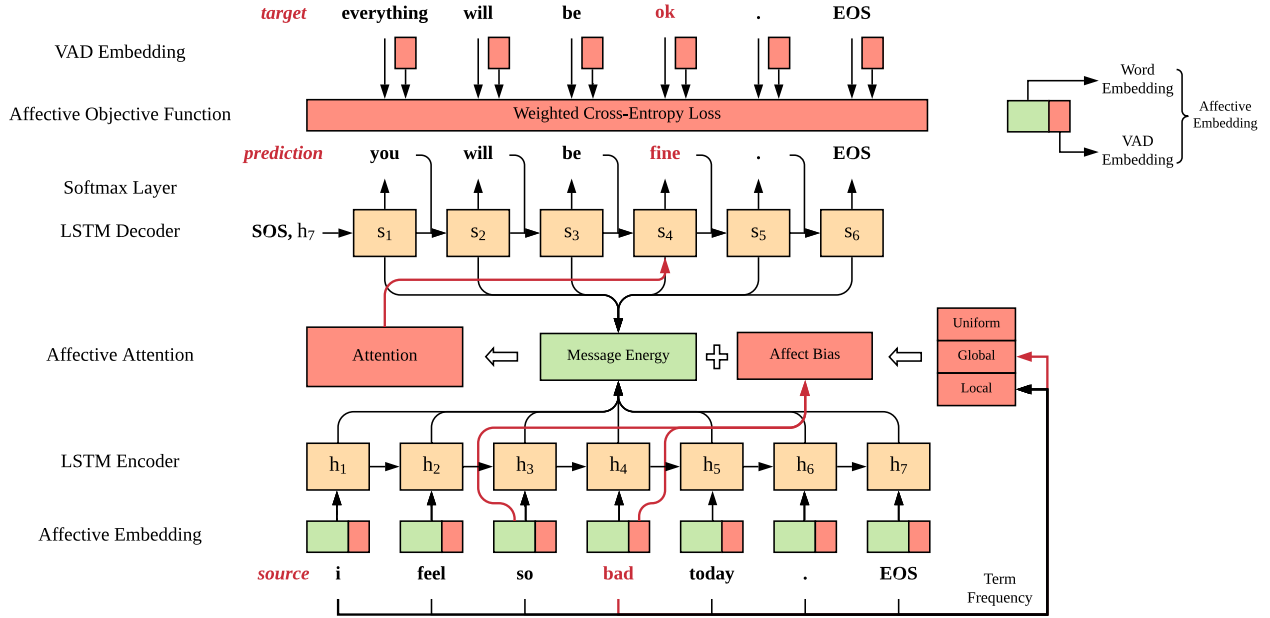 target everything will be ok . EOS
VAD Embedding
Word Embedding
Affective Embedding
VAD Embedding
Affective Objective Function
Weighted Cross-Entropy Loss
prediction you will be fine . EOS
Softmax Layer
LSTM Decoder
SOS, h7
s1 s2 s3 s4 s5 s6
Affective Attention
Attention
Message Energy
Affect Bias
Uniform
Global
Local
LSTM Encoder
h1 h2 h3 h4 h5 h6 h7
Affective Embedding
source i feel so bad today . EOS
Term
Frequency